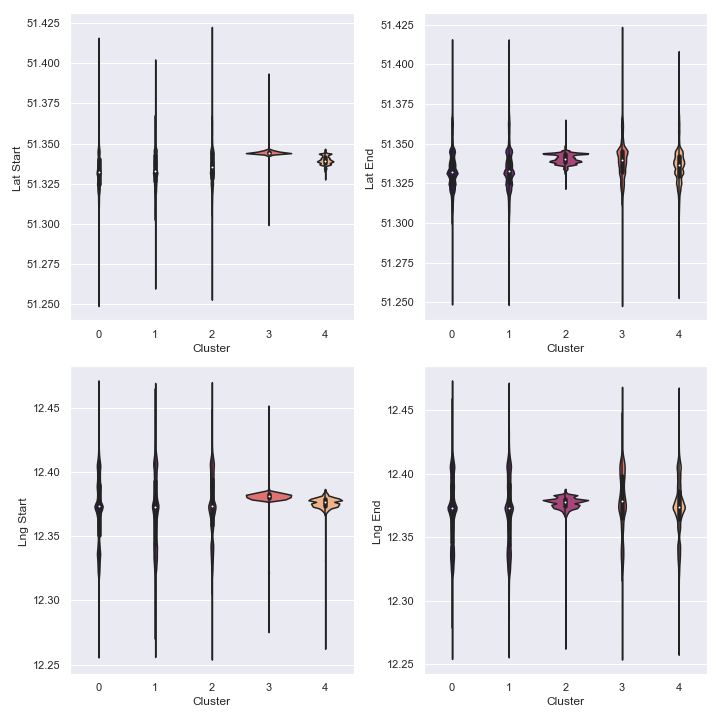 51.425
51.400
51.375
51.350
51.325
51.300
51.275
51.250
Lat Start
0 1 2 3 4
Cluster
51.425
51.400
51.375
51.350
51.325
51.300
51.275
51.250
Lat End
0 1 2 3 4
Cluster
12.45
12.40
12.35
12.30
12.25
Lng Start
0 1 2 3 4
Cluster
12.45
12.40
12.35
12.30
12.25
Lng End
0 1 2 3 4
Cluster